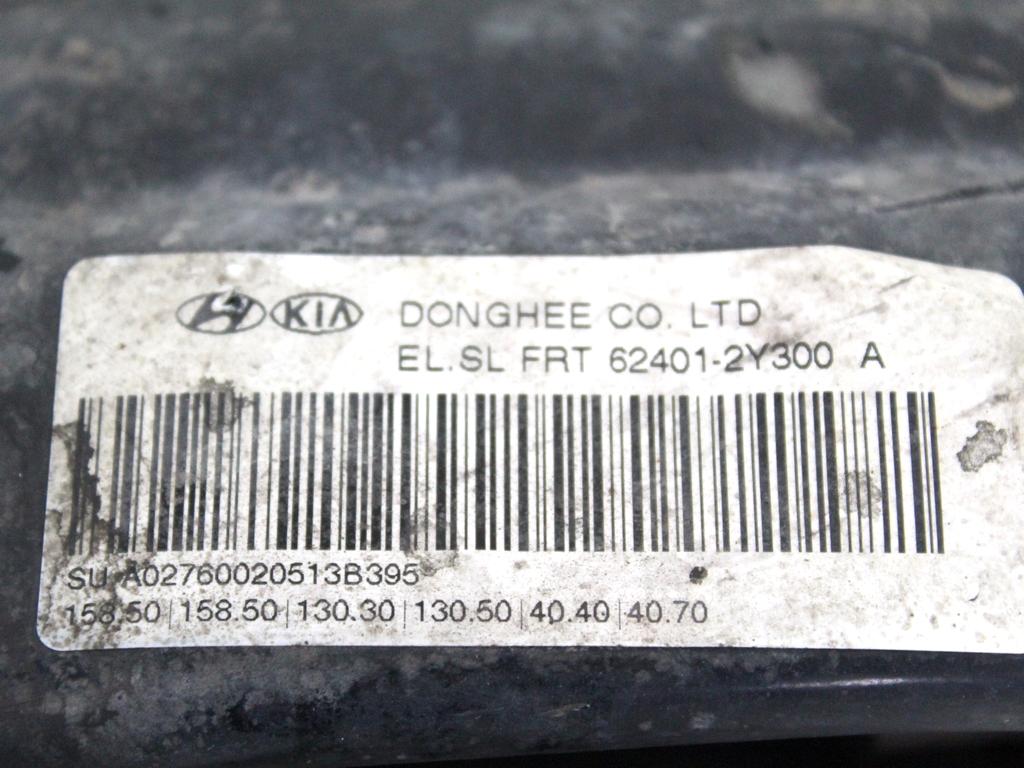 KIA DONGHEE CO. LTD
EL.SL FRT 62401-2Y300 A
SU A02760020513B395
158.50 | 158.50 | 130.30 | 130.50 | 40.40 | 40.70